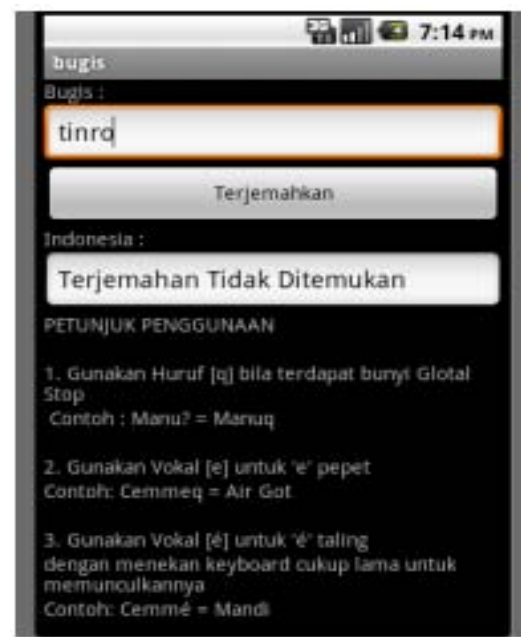 7:14 PM
bugis
Bugis :
tinro
Terjemahkan
Indonesia :
Terjemahan Tidak Ditemukan
PETUNJUK PENGGUNAAN
1. Gunakan Huruf [q] bila terdapat bunyi Glotal
Stop
Contoh : Manu? = Manuq
2. Gunakan Vokal [e] untuk 'e' pepet
Contoh: Cemmeq = Air Got
3. Gunakan Vokal [é] untuk 'é' taling
dengan menekan keyboard cukup lama untuk
memunculkannya
Contoh: Cemmé = Mandi